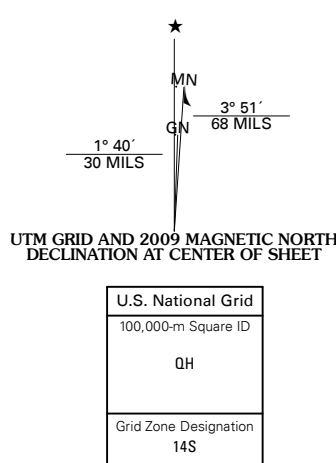 ★
MN
3° 51´
68 MILS
GN
1° 40´
30 MILS
UTM GRID AND 2009 MAGNETIC NORTH
DECLINATION AT CENTER OF SHEET
U.S. National Grid
100,000-m Square ID
QH
Grid Zone Designation
14S